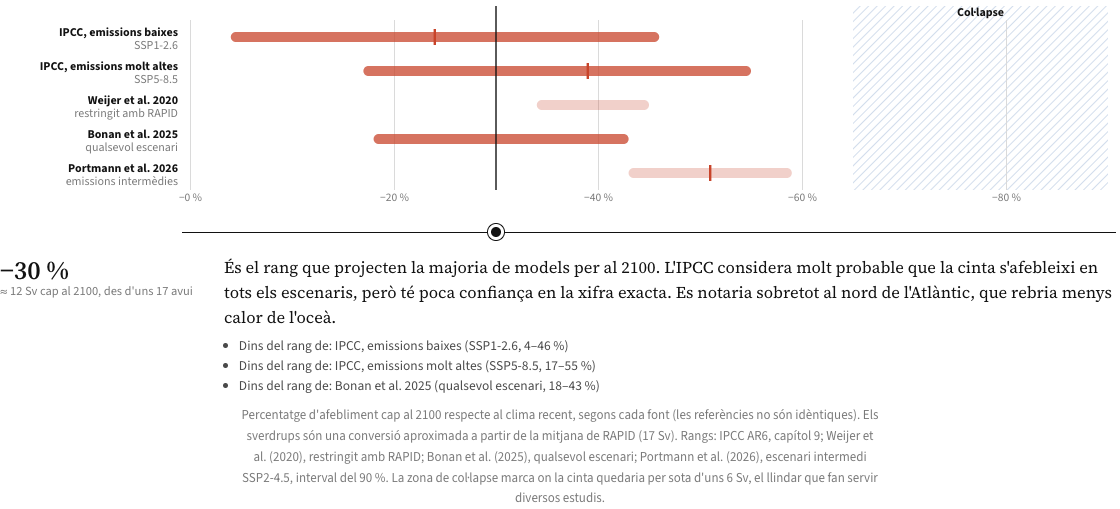 Col·lapse
IPCC, emissions baixes
SSP1-2.6
IPCC, emissions molt altes
SSP5-8.5
Weijer et al. 2020
restringit amb RAPID
Bonan et al. 2025
qualsevol escenari
Portmann et al. 2026
emissions intermèdies
−0 %
−20 %
−40 %
−60 %
−80 %
−30 %
≈ 12 Sv cap al 2100, des d'uns 17 avui
És el rang que projecten la majoria de models per al 2100. L'IPCC considera molt probable que la cinta s'afebleixi en
tots els escenaris, però té poca confiança en la xifra exacta. Es notaria sobretot al nord de l'Atlàntic, que rebria menys
calor de l'oceà.
• Dins del rang de: IPCC, emissions baixes (SSP1-2.6, 4–46 %)
• Dins del rang de: IPCC, emissions molt altes (SSP5-8.5, 17–55 %)
• Dins del rang de: Bonan et al. 2025 (qualsevol escenari, 18–43 %)
Percentatge d'afebliment cap al 2100 respecte al clima recent, segons cada font (les referències no són idèntiques). Els
sverdrups són una conversió aproximada a partir de la mitjana de RAPID (17 Sv). Rangs: IPCC AR6, capítol 9; Weijer et
al. (2020), restringit amb RAPID; Bonan et al. (2025), qualsevol escenari; Portmann et al. (2026), escenari intermedi
SSP2-4.5, interval del 90 %. La zona de col·lapse marca on la cinta quedaria per sota d'uns 6 Sv, el llindar que fan servir
diversos estudis.